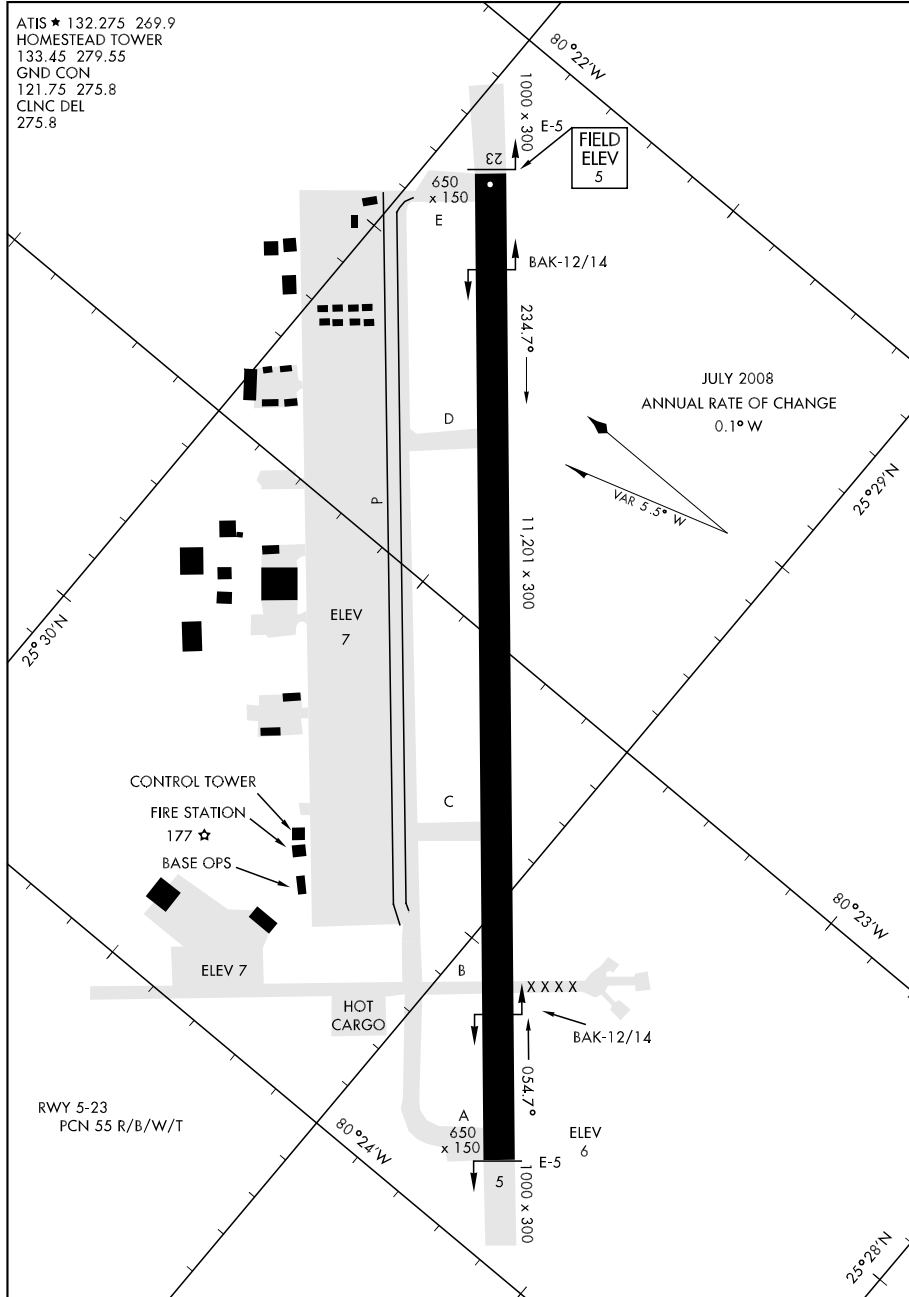 ATIS ★ 132.275 269.9
HOMESTEAD TOWER
133.45 279.55
GND CON
121.75 275.8
CLNC DEL
275.8
80°22'W
1000 x 300
E-5
FIELD
ELEV
5
23
650
x 150
E
BAK-12/14
234.7°
JULY 2008
ANNUAL RATE OF CHANGE
0.1° W
D
25°29'N
VAR 5.5° W
P
11,201 x 300
25°30'N
ELEV
7
CONTROL TOWER
FIRE STATION
177
BASE OPS
C
80°23'W
ELEV 7
B
X X X X
HOT
CARGO
BAK-12/14
054.7°
RWY 5-23
PCN 55 R/B/W/T
80°24'W
A
650
x 150
ELEV
6
E-5
5
1000 x 300
25°28'N